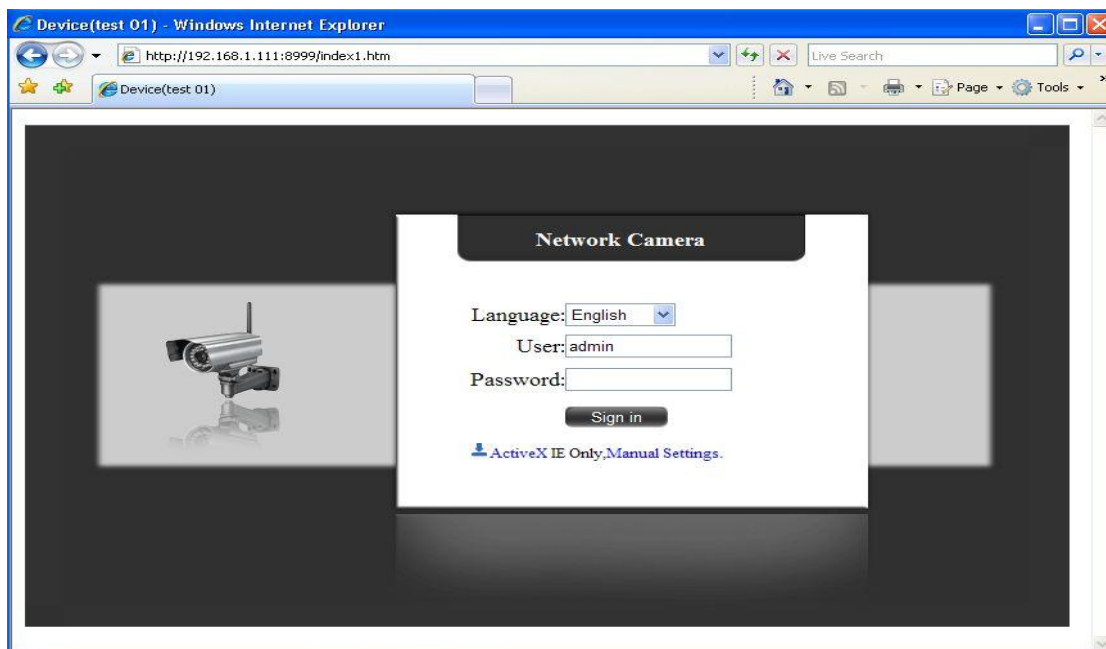 Device(test 01) - Windows Internet Explorer
http://192.168.1.111:8999/index1.htm Live Search
Device(test 01) Page Tools
Network Camera
Language: English
User: admin
Password:
Sign in
ActiveX IE Only,Manual Settings.